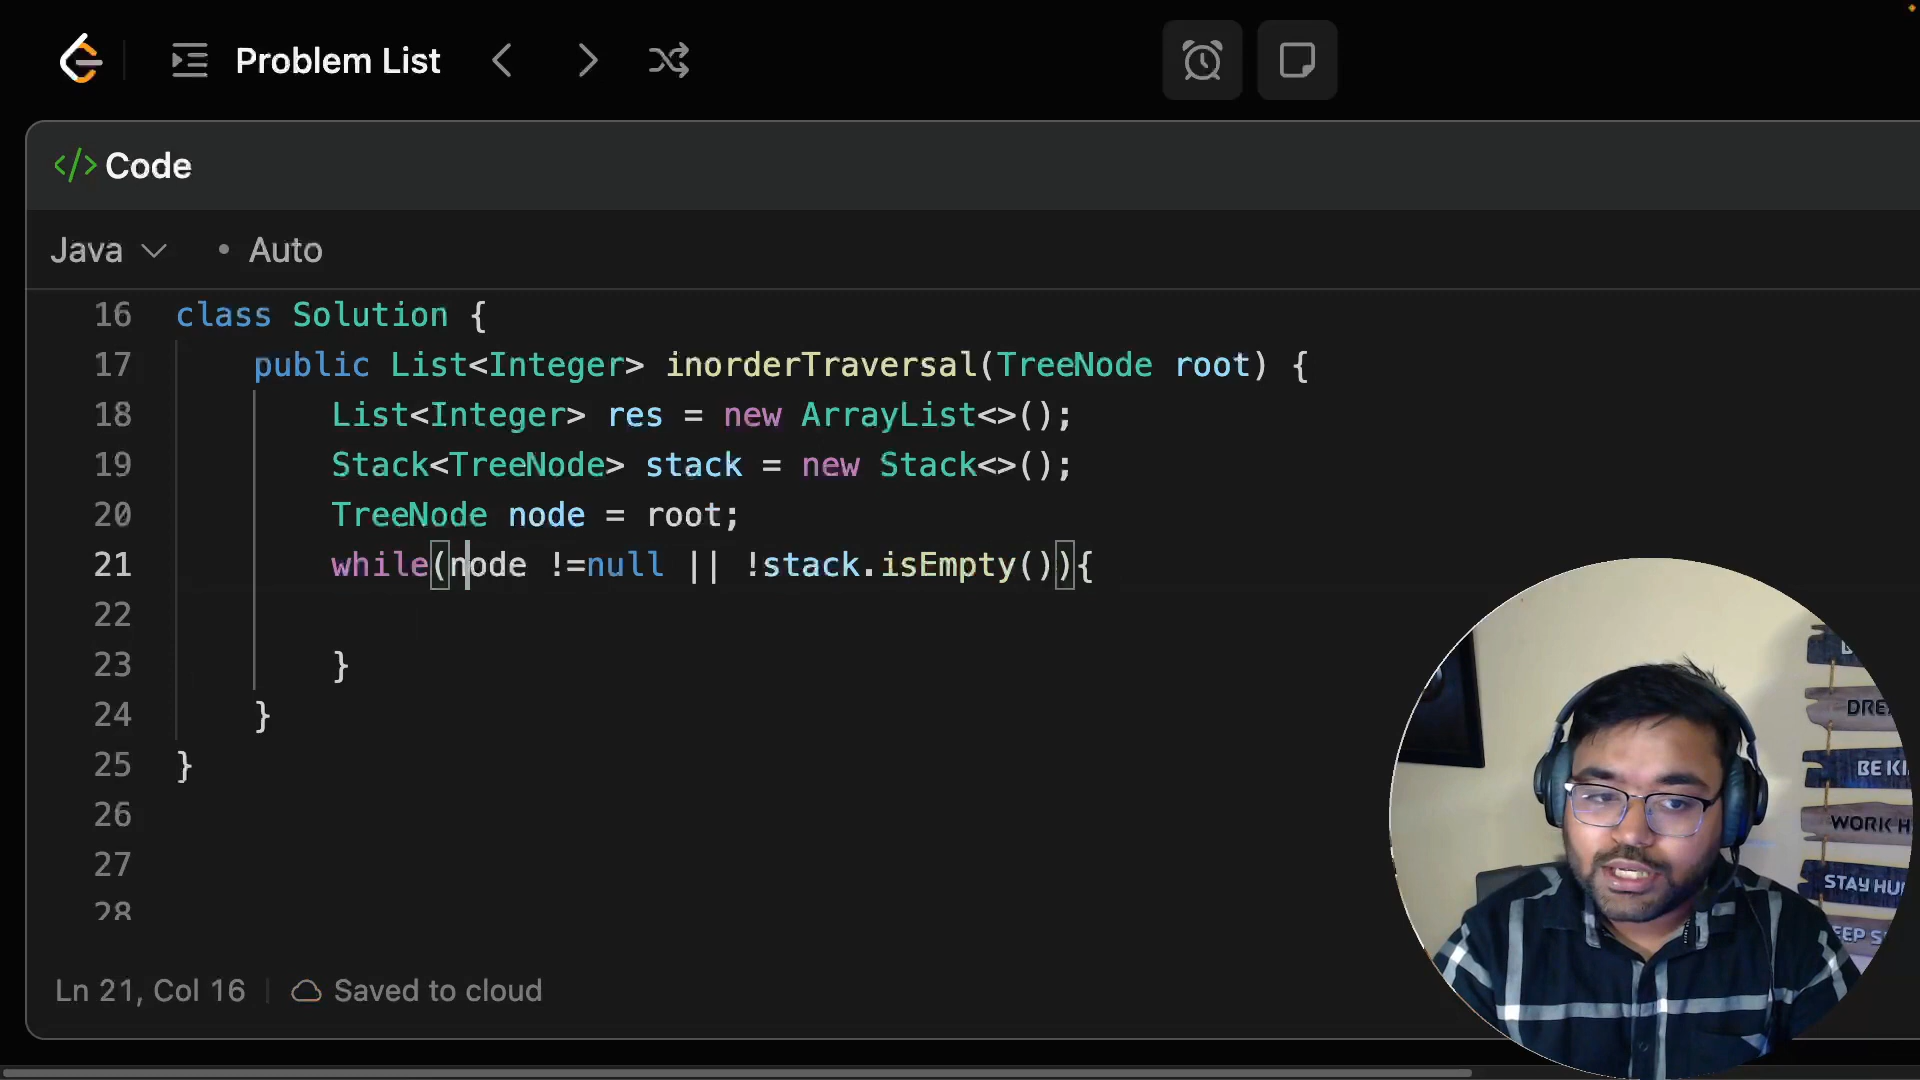 Problem List
</> Code
Java • Auto
16 class Solution {
17 public List<Integer> inorderTraversal(TreeNode root) {
18 List<Integer> res = new ArrayList<>();
19 Stack<TreeNode> stack = new Stack<>();
20 TreeNode node = root;
21 while(node !=null || !stack.isEmpty()){
22
23 }
24 }
25 }
26
27
28
BE KI
WORK H
STAY HU
Ln 21, Col 16 Saved to cloud